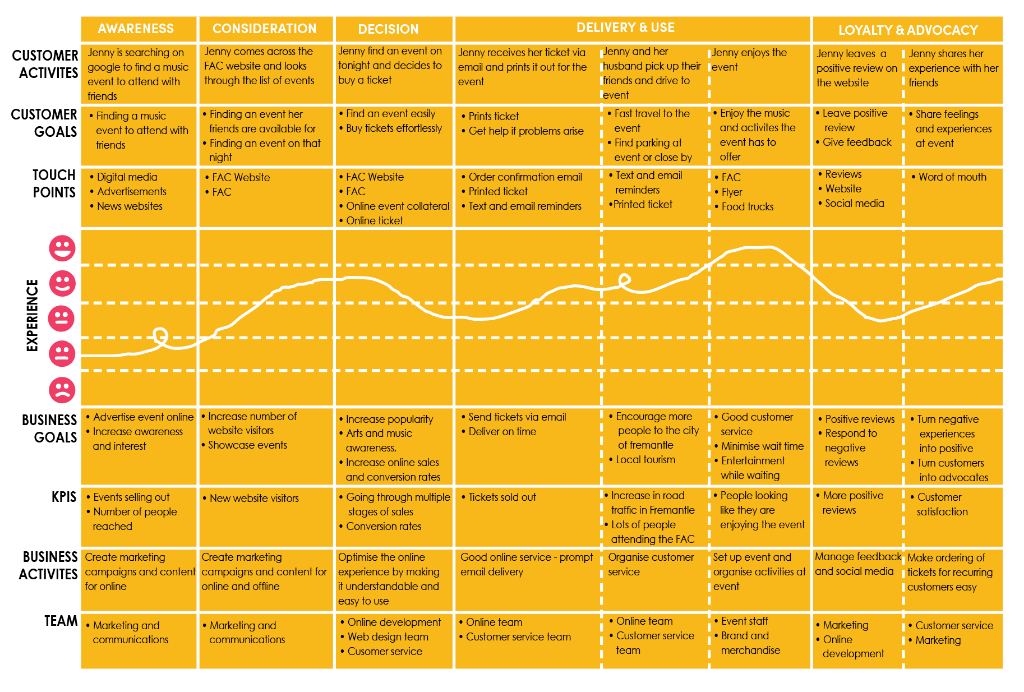 AWARENESS
CONSIDERATION
DECISION
DELIVERY & USE
LOYALTY & ADVOCACY
CUSTOMER
ACTIVITES
Jenny is searching on
google to find a music
event to attend with
friends
Jenny comes across the
FAC website and looks
through the list of events
Jenny find an event on
tonight and decides to
buy a ticket
Jenny receives her ticket via
email and prints it out for the
event
Jenny and her
husband pick up their
friends and drive to
event
Jenny enjoys the
event
Jenny leaves a
positive review on
the website
Jenny shares her
experience with her
friends
CUSTOMER
GOALS
• Finding a music
event to attend with
friends
• Finding an event her
friends are available for
• Finding an event on that
night
• Find an event easily
• Buy tickets effortlessly
• Prints ticket
• Get help if problems arise
• Fast travel to the
event
• Find parking at
event or close by
• Enjoy the music
and activites the
event has to
offer
• Leave positive
review
• Give feedback
• Share feelings
and experiences
at event
TOUCH
POINTS
• Digital media
• Advertisements
• News websites
• FAC Website
• FAC
• FAC Website
• FAC
• Online event collateral
• Online ticket
• Order confirmation email
• Printed ticket
• Text and email reminders
• Text and email
reminders
•Printed ticket
• FAC
• Flyer
• Food trucks
• Reviews
• Website
• Social media
• Word of mouth
EXPERIENCE
BUSINESS
GOALS
• Advertise event online
• Increase awareness
and interest
• Increase number of
website visitors
• Showcase events
• Increase popularity
• Arts and music
awareness.
• Increase online sales
and conversion rates
• Send tickets via email
• Deliver on time
• Encourage more
people to the city
of fremantle
• Local tourism
• Good customer
service
• Minimise wait time
• Entertainment
while waiting
• Positive reviews
• Respond to
negative
reviews
• Turn negative
experiences
into positive
• Turn customers
into advocates
KPIS
• Events selling out
• Number of people
reached
• New website visitors
• Going through multiple
stages of sales
• Conversion rates
• Tickets sold out
• Increase in road
traffic in Fremantle
• Lots of people
attending the FAC
• People looking
like they are
enjoying the event
• More positive
reviews
• Customer
satisfaction
BUSINESS
ACTIVITES
Create marketing
campaigns and content
for online
Create marketing
campaigns and content for
online and offline
Optimise the online
experience by making
it understandable and
easy to use
Good online service - prompt
email delivery
Organise customer
service
Set up event and
organise activities at
event
Manage feedback
and social media
Make ordering of
tickets for recurring
customers easy
TEAM
• Marketing and
communications
• Marketing and
communications
• Online development
• Web design team
• Cusomer service
• Online team
• Customer service team
• Online team
• Customer service
team
• Event staff
• Brand and
merchandise
• Marketing
• Online
development
• Customer service
• Marketing